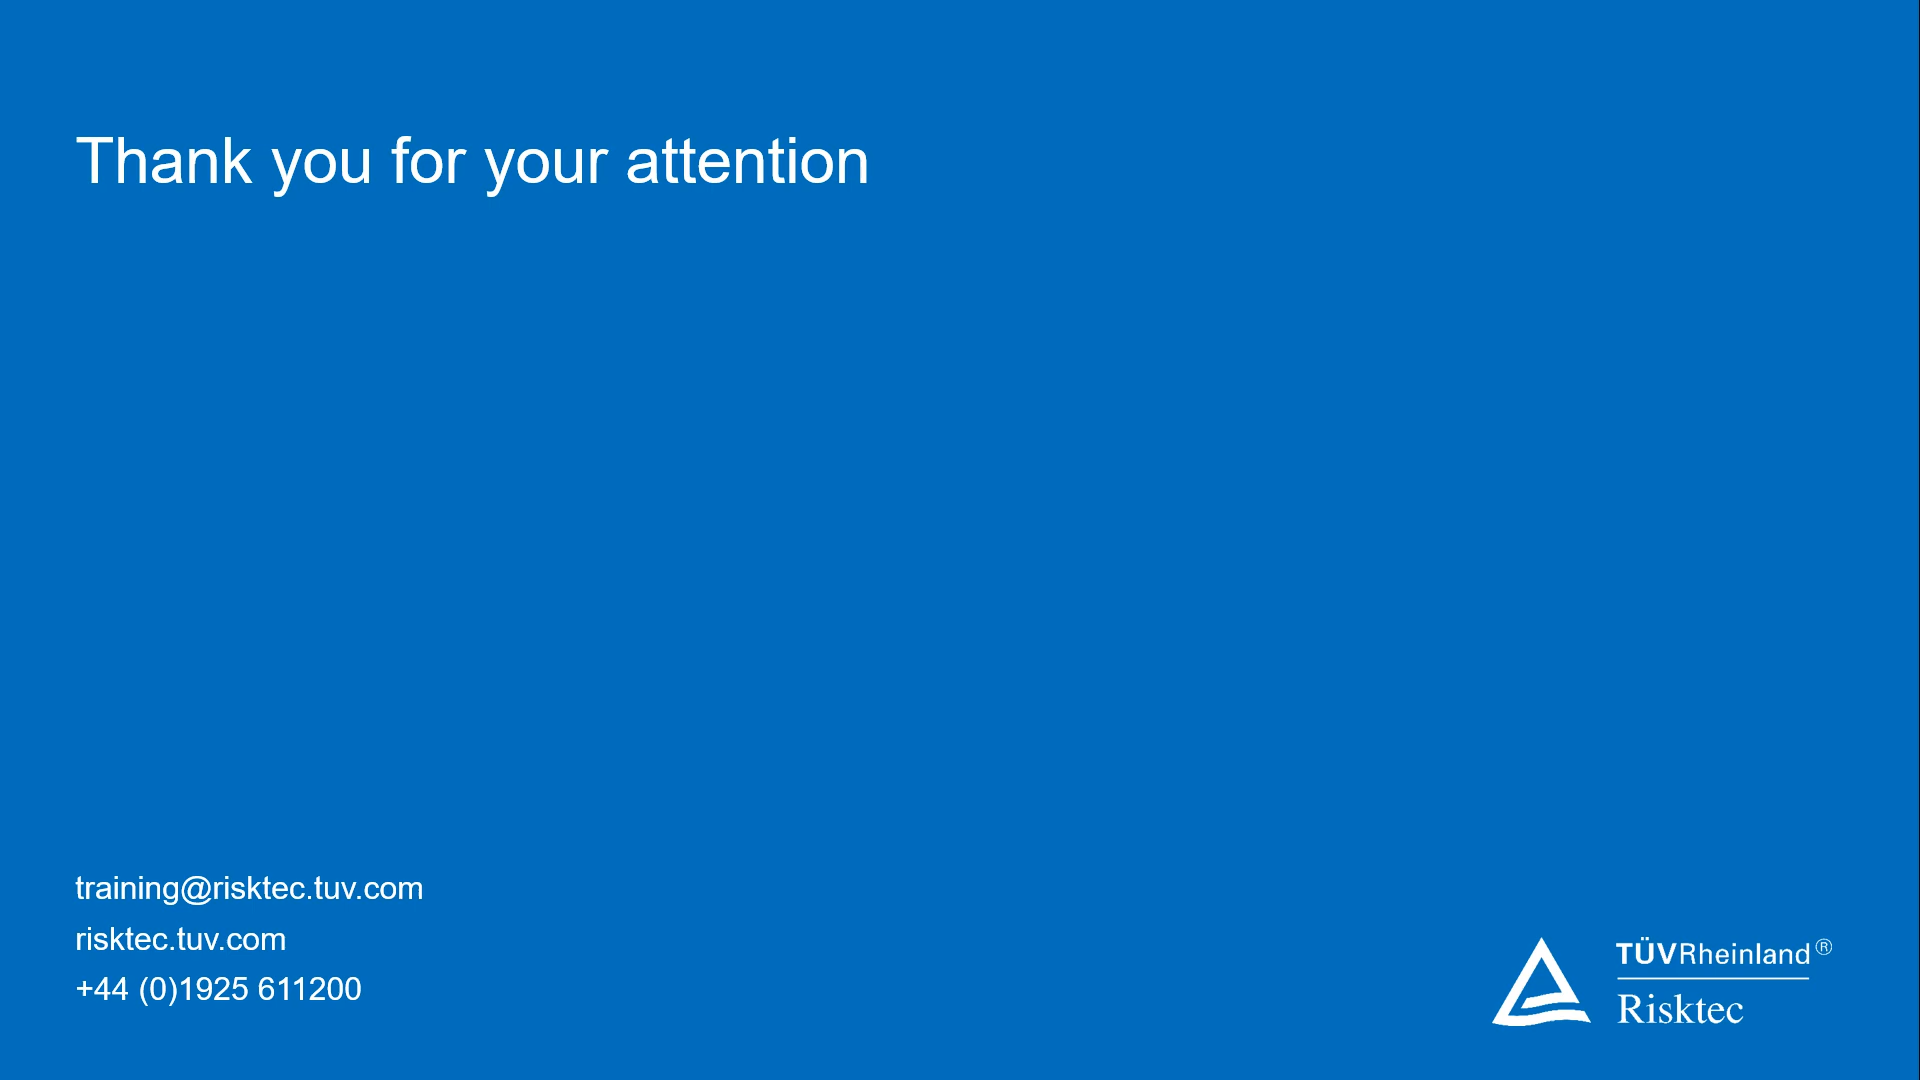 Thank you for your attention
training@risktec.tuv.com
risktec.tuv.com
+44 (0)1925 611200
TÜVRheinland®
Risktec